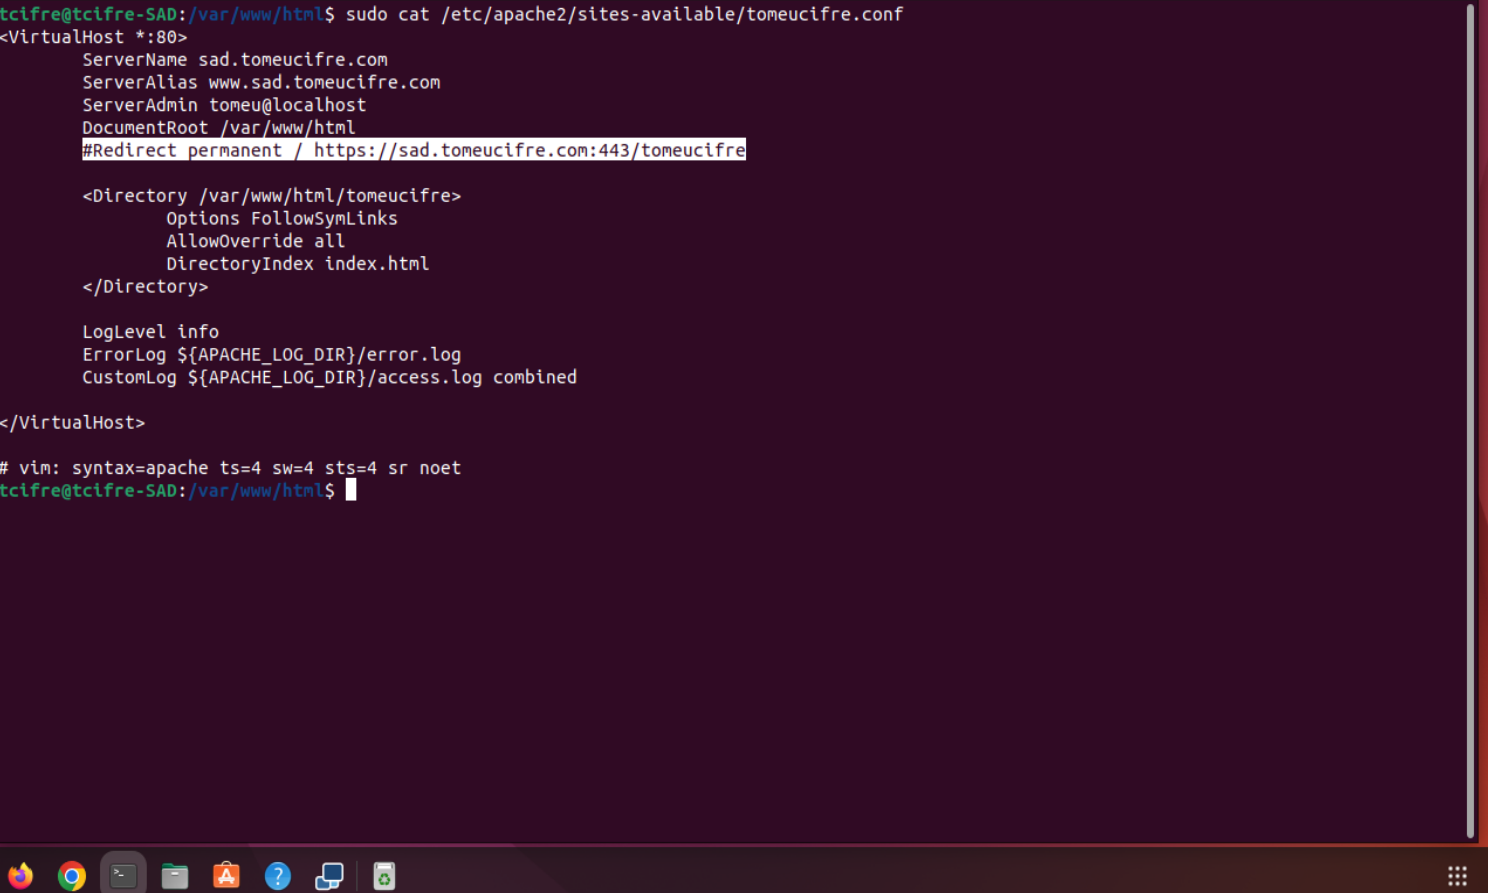 tcifre@tcifre-SAD:/var/www/html$ sudo cat /etc/apache2/sites-available/tomeucifre.conf
<VirtualHost *:80>
ServerName sad.tomeucifre.com
ServerAlias www.sad.tomeucifre.com
ServerAdmin tomeu@localhost
DocumentRoot /var/www/html
#Redirect permanent / https://sad.tomeucifre.com:443/tomeucifre
<Directory /var/www/html/tomeucifre>
Options FollowSymLinks
AllowOverride all
DirectoryIndex index.html
</Directory>
LogLevel info
ErrorLog ${APACHE_LOG_DIR}/error.log
CustomLog ${APACHE_LOG_DIR}/access.log combined
</VirtualHost>
# vim: syntax=apache ts=4 sw=4 sts=4 sr noet
tcifre@tcifre-SAD:/var/www/html$